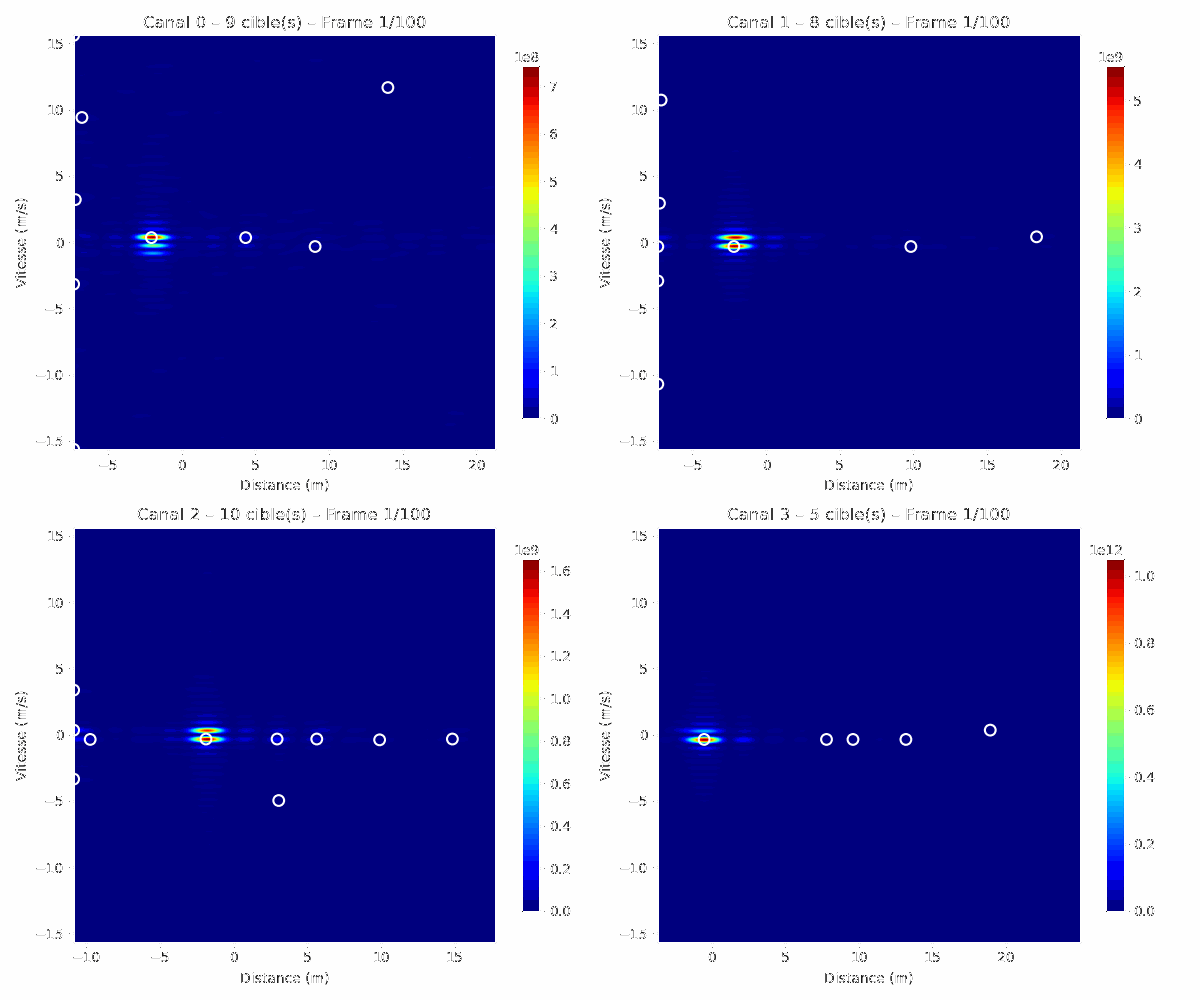 Canal 0 – 9 cible(s) – Frame 1/100
1e8
15
10
5
0
−5
−10
−15
Vitesse (m/s)
−5 0 5 10 15 20
Distance (m)
7
6
5
4
3
2
1
0
Canal 1 – 8 cible(s) – Frame 1/100
1e9
15
10
5
0
−5
−10
−15
Vitesse (m/s)
−5 0 5 10 15 20
Distance (m)
5
4
3
2
1
0
Canal 2 – 10 cible(s) – Frame 1/100
1e9
15
10
5
0
−5
−10
−15
Vitesse (m/s)
−10 −5 0 5 10 15
Distance (m)
1.6
1.4
1.2
1.0
0.8
0.6
0.4
0.2
0.0
Canal 3 – 5 cible(s) – Frame 1/100
1e12
15
10
5
0
−5
−10
−15
Vitesse (m/s)
0 5 10 15 20
Distance (m)
1.0
0.8
0.6
0.4
0.2
0.0